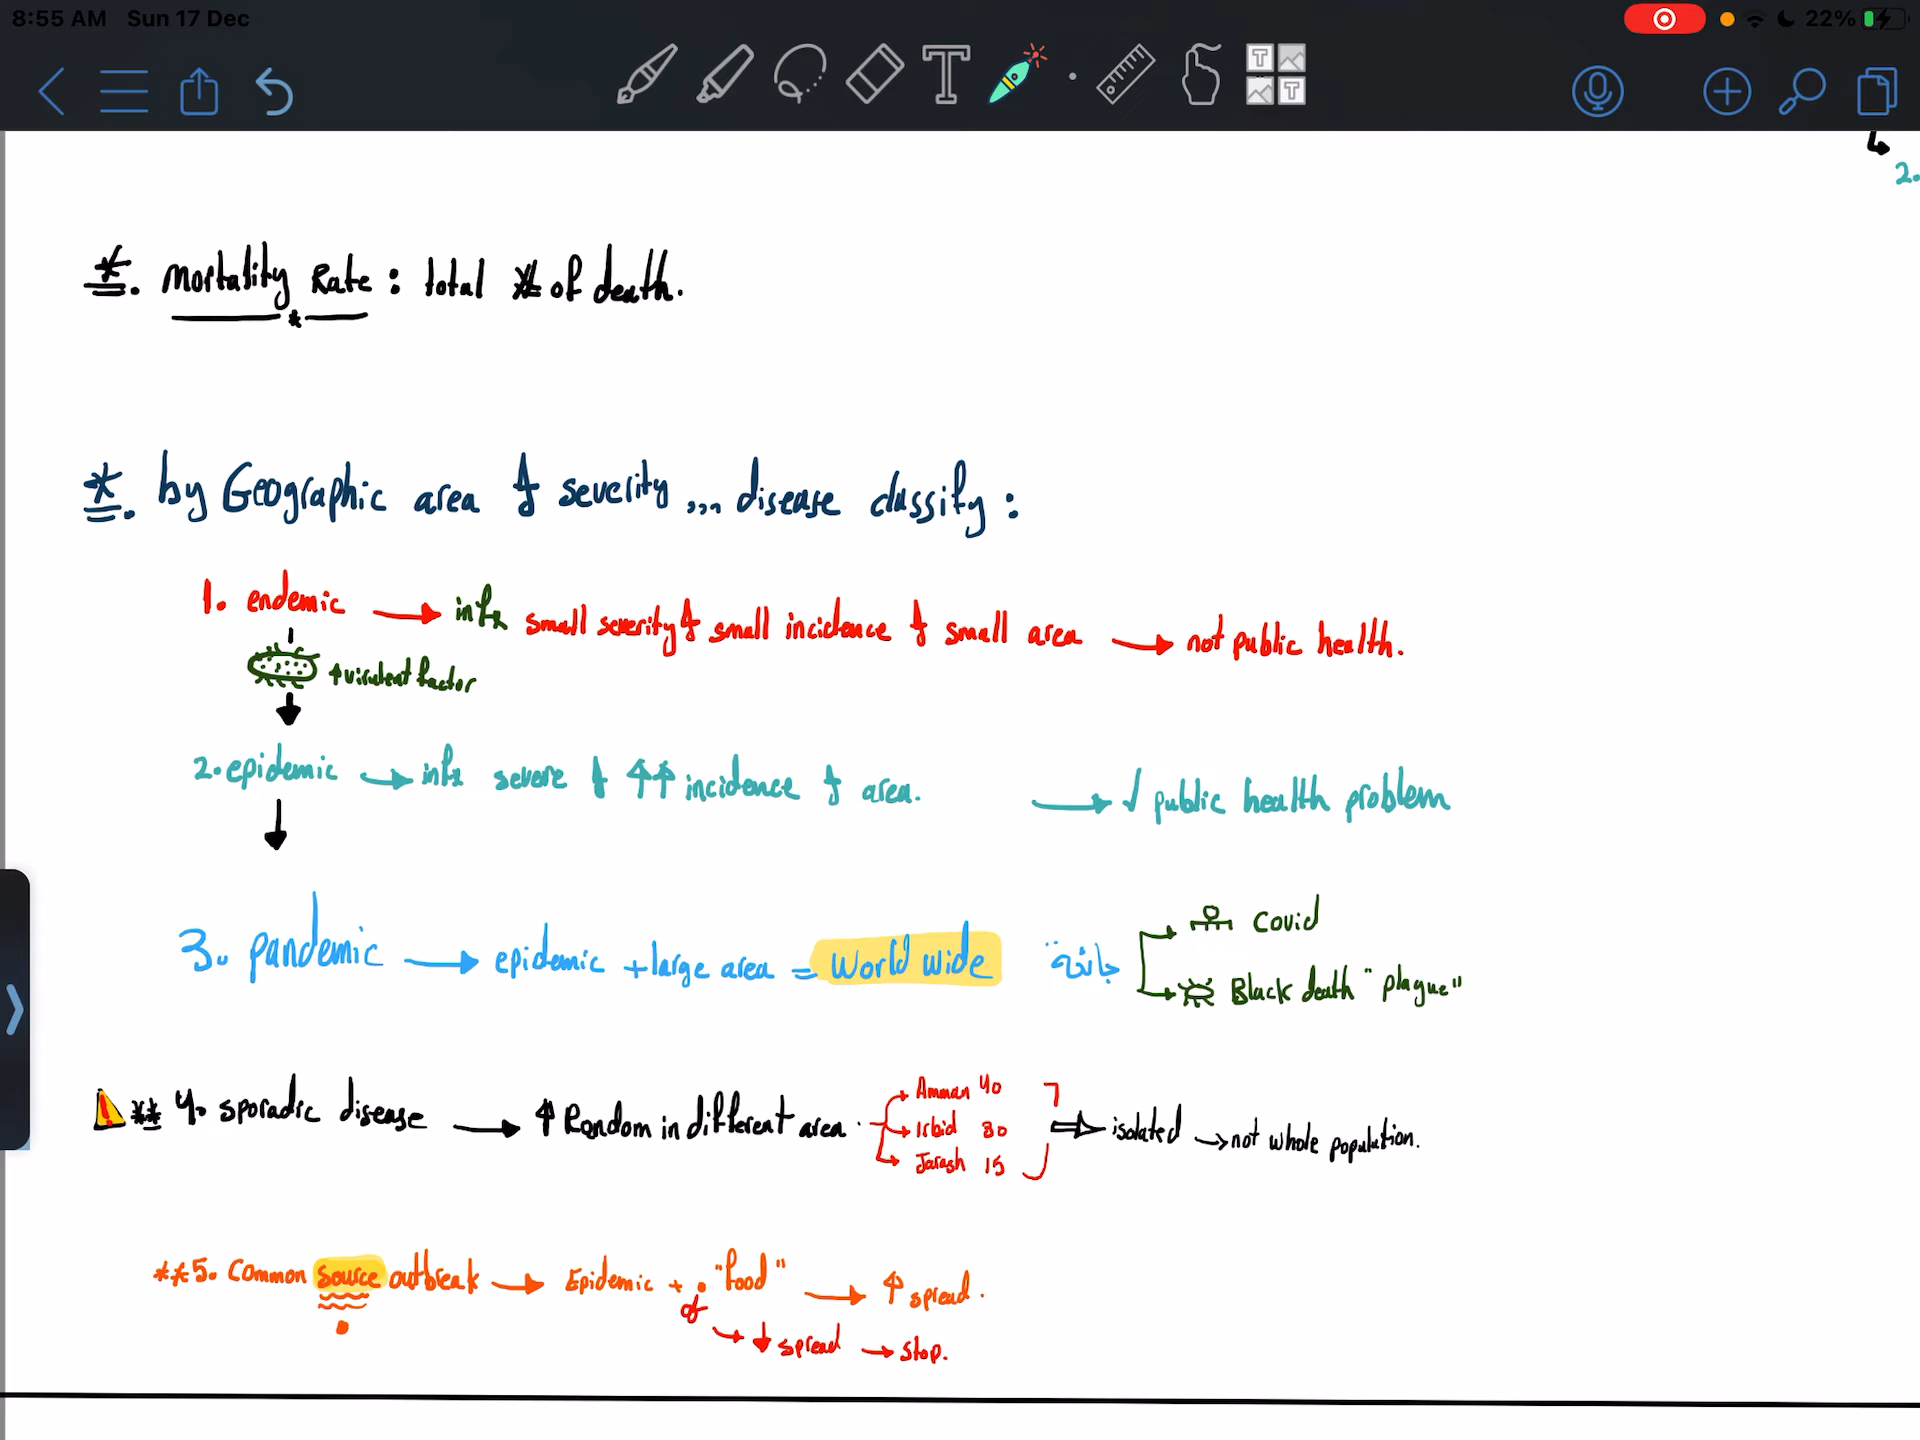 8:55 AM Sun 17 Dec
22%
2.
*. Mortality Rate : total # of death.
*. by Geographic area & severity ,,, disease classify :
1. endemic → infx small severity & small incidence & small area → not public health.
↑ virulent factor
2. epidemic → infx severe & ↑↑ incidence & area. → √ public health problem
3. pandemic → epidemic + large area = World wide جائحة
Covid
Black death "plague"
** 4. sporadic disease → ↑ Random in different area . isolated → not whole population.
Amman 40
Irbid 30
Jarash 15
**5. Common source outbreak → Epidemic + "food" → ↑ spread.
↓ spread → stop.